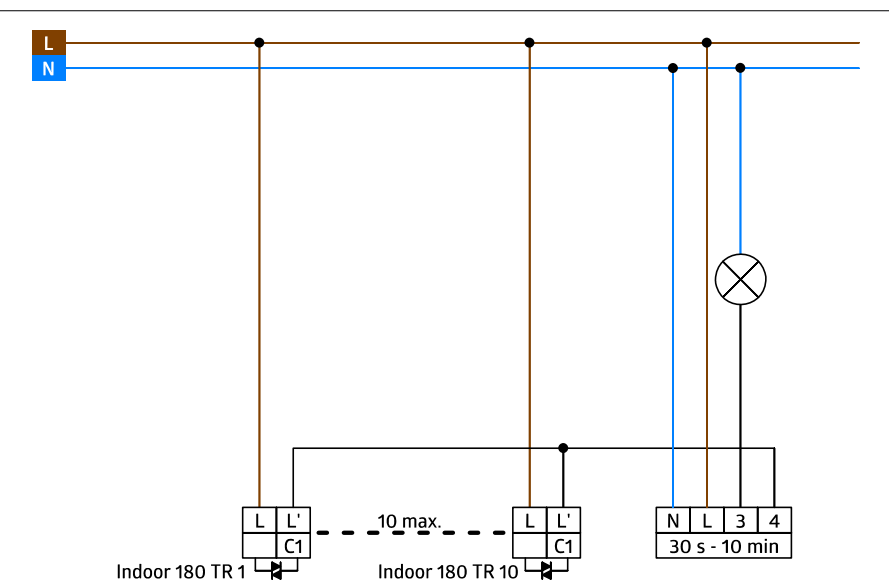 L
N
L L' 10 max. L L' N L 3 4
C1 C1 30 s - 10 min
Indoor 180 TR 1 Indoor 180 TR 10